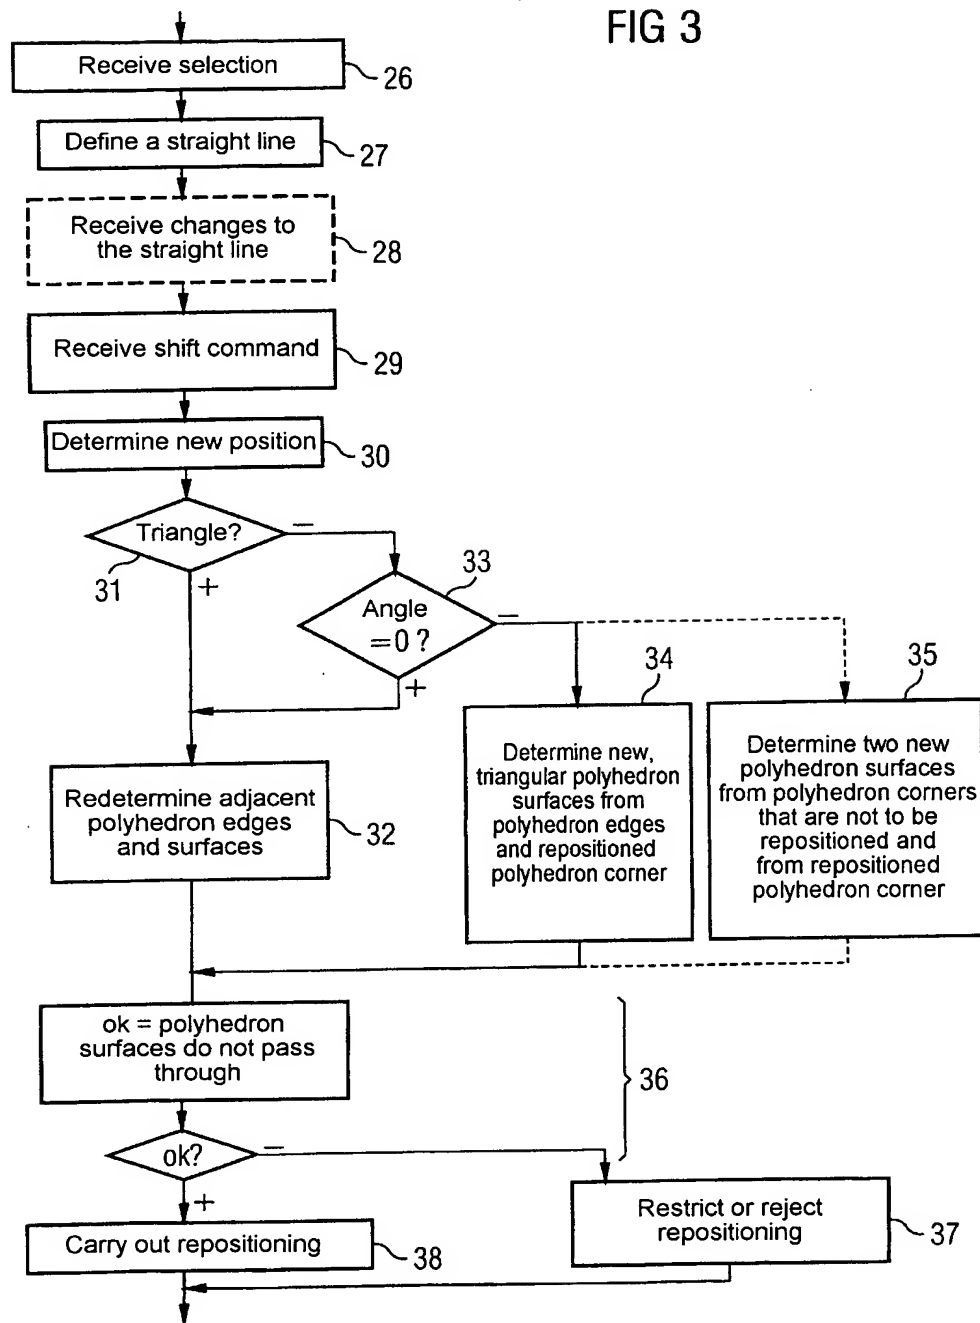 FIG 3
Receive selection
26
Define a straight line
27
Receive changes to
the straight line
28
Receive shift command
29
Determine new position
30
Triangle?
–
31
+
33
Angle
=0 ?
–
+
34
35
Determine new,
triangular polyhedron
surfaces from
polyhedron edges
and repositioned
polyhedron corner
Determine two new
polyhedron surfaces
from polyhedron corners
that are not to be
repositioned and
from repositioned
polyhedron corner
Redetermine adjacent
polyhedron edges
and surfaces
32
ok = polyhedron
surfaces do not pass
through
36
ok?
–
+
Restrict or reject
repositioning
37
Carry out repositioning
38